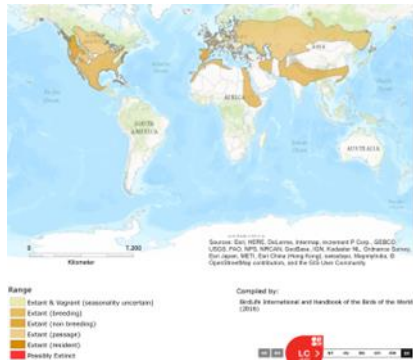 ASIA
AFRICA
SOUTH
AMERICA
AUSTRALIA
0
Kilometer
Sources: Esri, HERE, DeLorme, Intermap, increment P Corp., GEBCO,
USGS, FAO, NPS, NRCAN, GeoBase, IGN, Kadaster NL, Ordnance Survey,
Esri Japan, METI, Esri China (Hong Kong), swisstopo, MapmyIndia, ©
OpenStreetMap contributors, and the GIS User Community
Range
Extant & Vagrant (seasonality uncertain)
Extant (breeding)
Extant (non breeding)
Extant (passage)
Extant (resident)
Possibly Extinct
Compiled by:
BirdLife International and Handbook of the Birds of the World
(2016)
LC